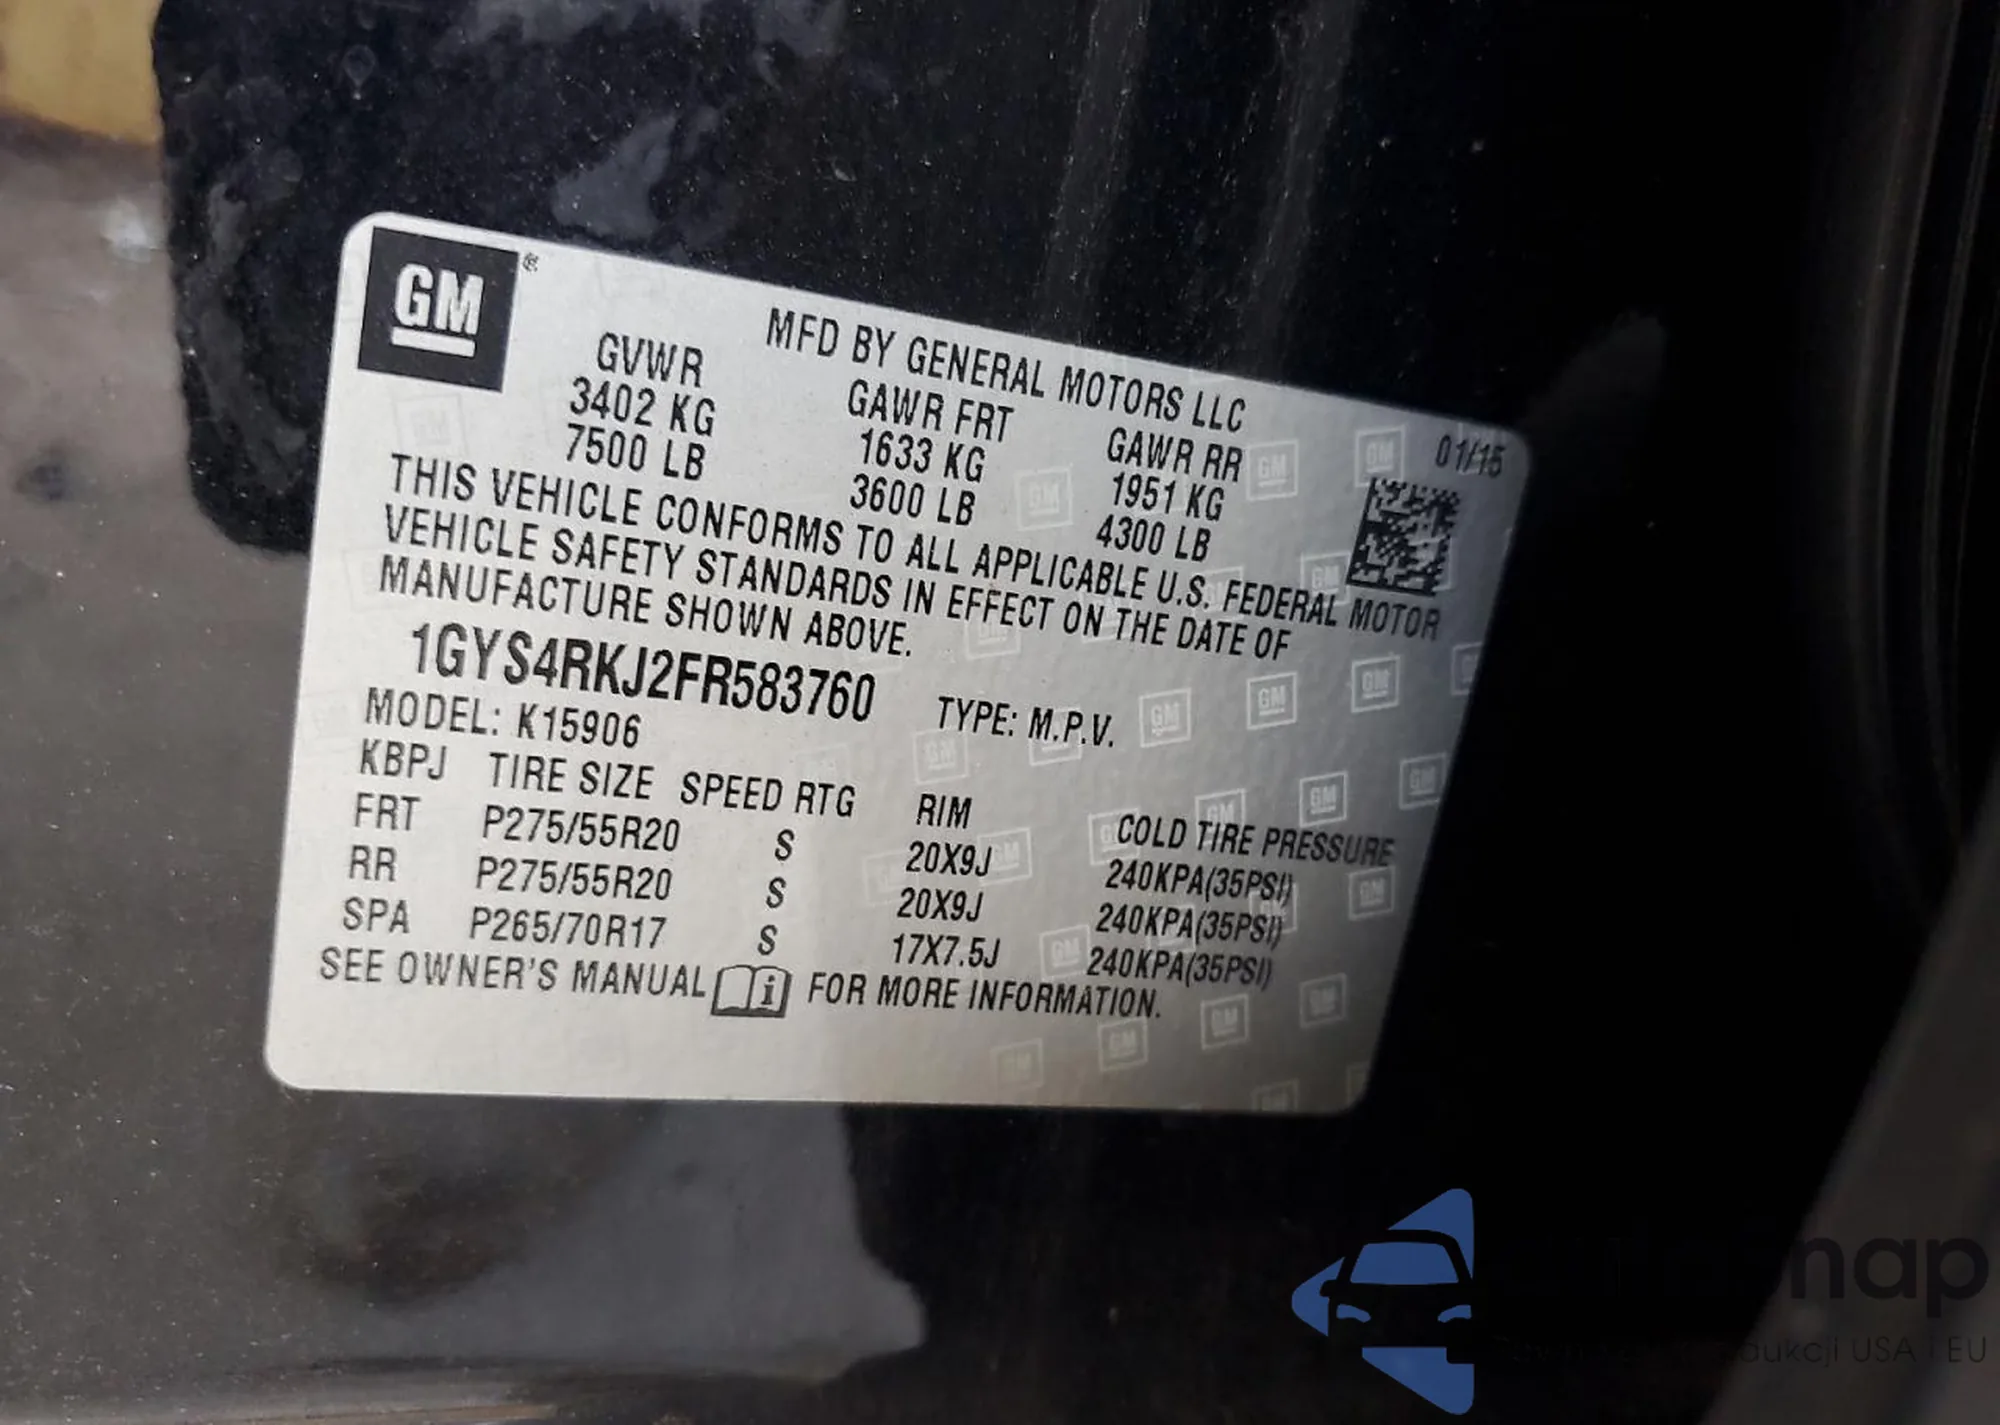 GM®
MFD BY GENERAL MOTORS LLC
GVWR GAWR FRT GAWR RR 01/15
3402 KG 1633 KG 1951 KG
7500 LB 3600 LB 4300 LB
THIS VEHICLE CONFORMS TO ALL APPLICABLE U.S. FEDERAL MOTOR
VEHICLE SAFETY STANDARDS IN EFFECT ON THE DATE OF
MANUFACTURE SHOWN ABOVE.
1GYS4RKJ2FR583760 TYPE: M.P.V.
MODEL: K15906
KBPJ TIRE SIZE SPEED RTG RIM COLD TIRE PRESSURE
FRT P275/55R20 S 20X9J 240KPA(35PSI)
RR P275/55R20 S 20X9J 240KPA(35PSI)
SPA P265/70R17 S 17X7.5J 240KPA(35PSI)
SEE OWNER'S MANUAL i FOR MORE INFORMATION.
USA EU